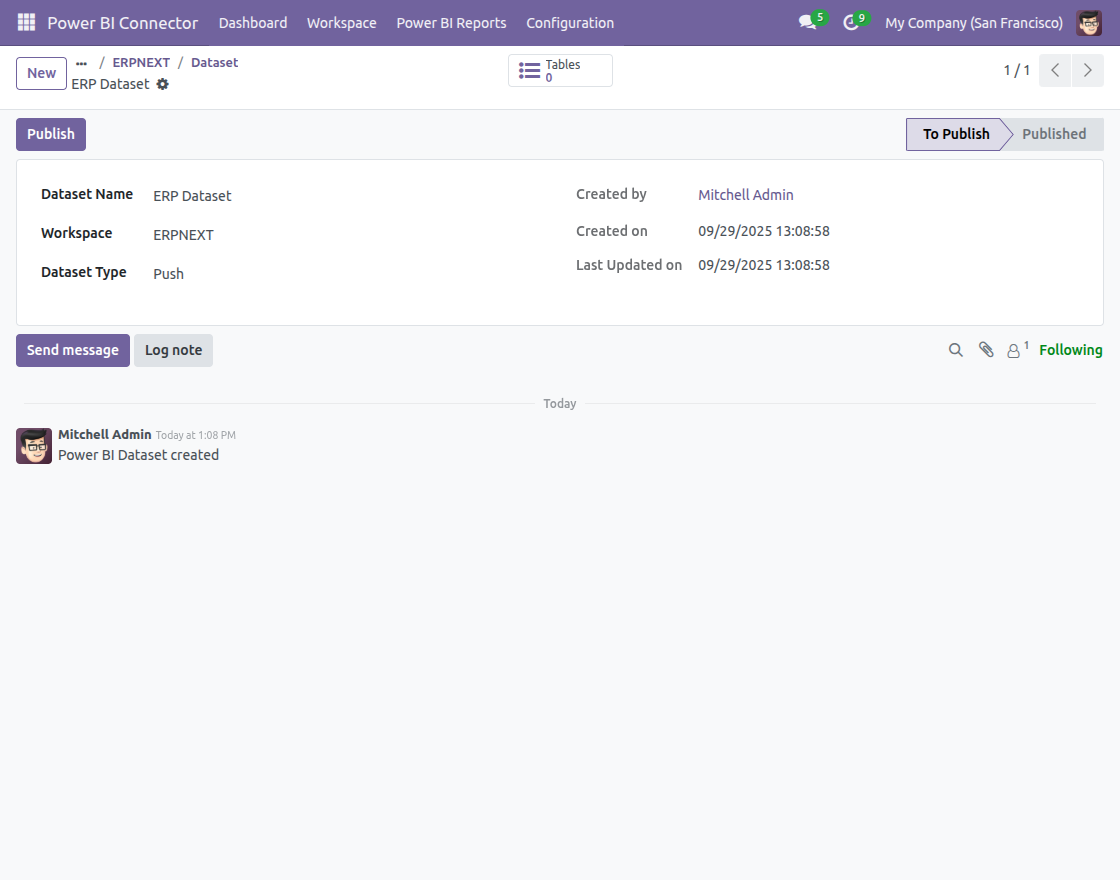 Power BI Connector Dashboard Workspace Power BI Reports Configuration 5 9 My Company (San Francisco)
New ... / ERPNEXT / Dataset
ERP Dataset
Tables
0
1 / 1
Publish To Publish Published
Dataset Name ERP Dataset
Workspace ERPNEXT
Dataset Type Push
Created by Mitchell Admin
Created on 09/29/2025 13:08:58
Last Updated on 09/29/2025 13:08:58
Send message Log note 1 Following
Today
Mitchell Admin Today at 1:08 PM
Power BI Dataset created